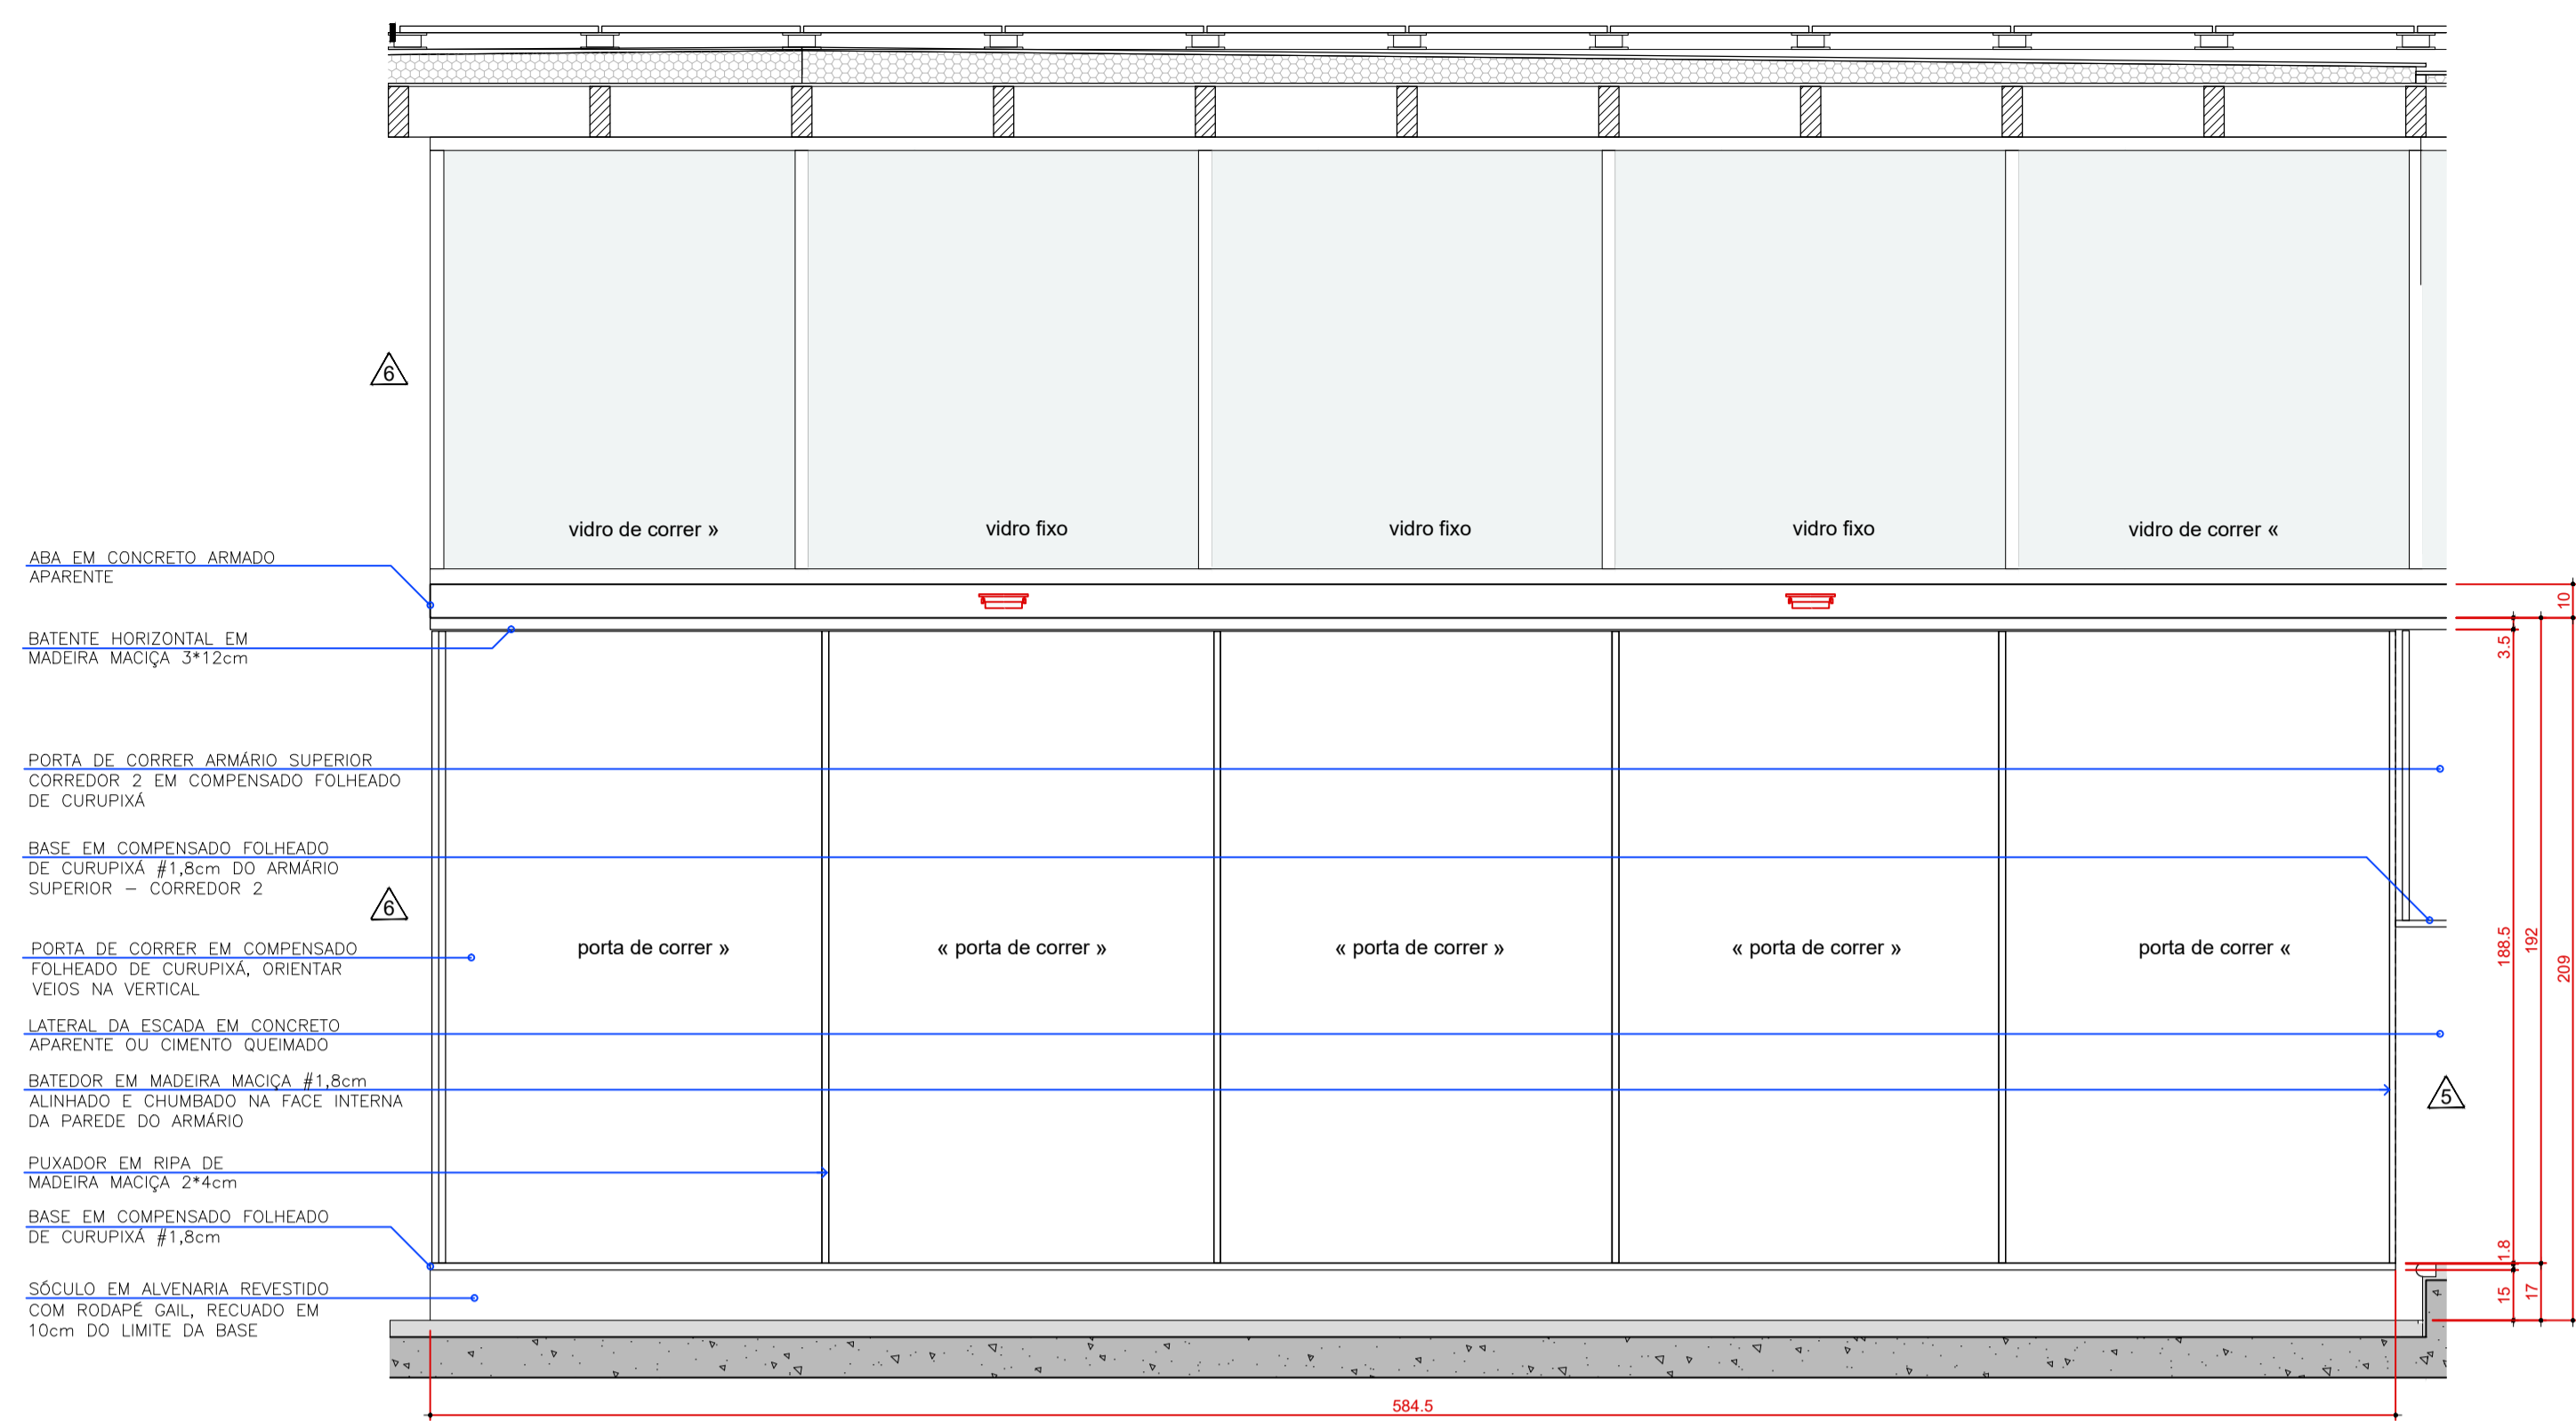 6
vidro de correr »
vidro fixo
vidro fixo
vidro fixo
vidro de correr «
ABA EM CONCRETO ARMADO
APARENTE
BATENTE HORIZONTAL EM
MADEIRA MACIÇA 3*12cm
PORTA DE CORRER ARMÁRIO SUPERIOR
CORREDOR 2 EM COMPENSADO FOLHEADO
DE CURUPIXÁ
BASE EM COMPENSADO FOLHEADO
DE CURUPIXÁ #1,8cm DO ARMÁRIO
SUPERIOR – CORREDOR 2
6
PORTA DE CORRER EM COMPENSADO
FOLHEADO DE CURUPIXÁ, ORIENTAR
VEIOS NA VERTICAL
LATERAL DA ESCADA EM CONCRETO
APARENTE OU CIMENTO QUEIMADO
BATEDOR EM MADEIRA MACIÇA #1,8cm
ALINHADO E CHUMBADO NA FACE INTERNA
DA PAREDE DO ARMÁRIO
PUXADOR EM RIPA DE
MADEIRA MACIÇA 2*4cm
BASE EM COMPENSADO FOLHEADO
DE CURUPIXÁ #1,8cm
SÓCULO EM ALVENARIA REVESTIDO
COM RODAPÉ GAIL, RECUADO EM
10cm DO LIMITE DA BASE
porta de correr »
« porta de correr »
« porta de correr »
« porta de correr »
porta de correr «
5
10
3.5
188.5
192
209
1.8
15
17
584.5